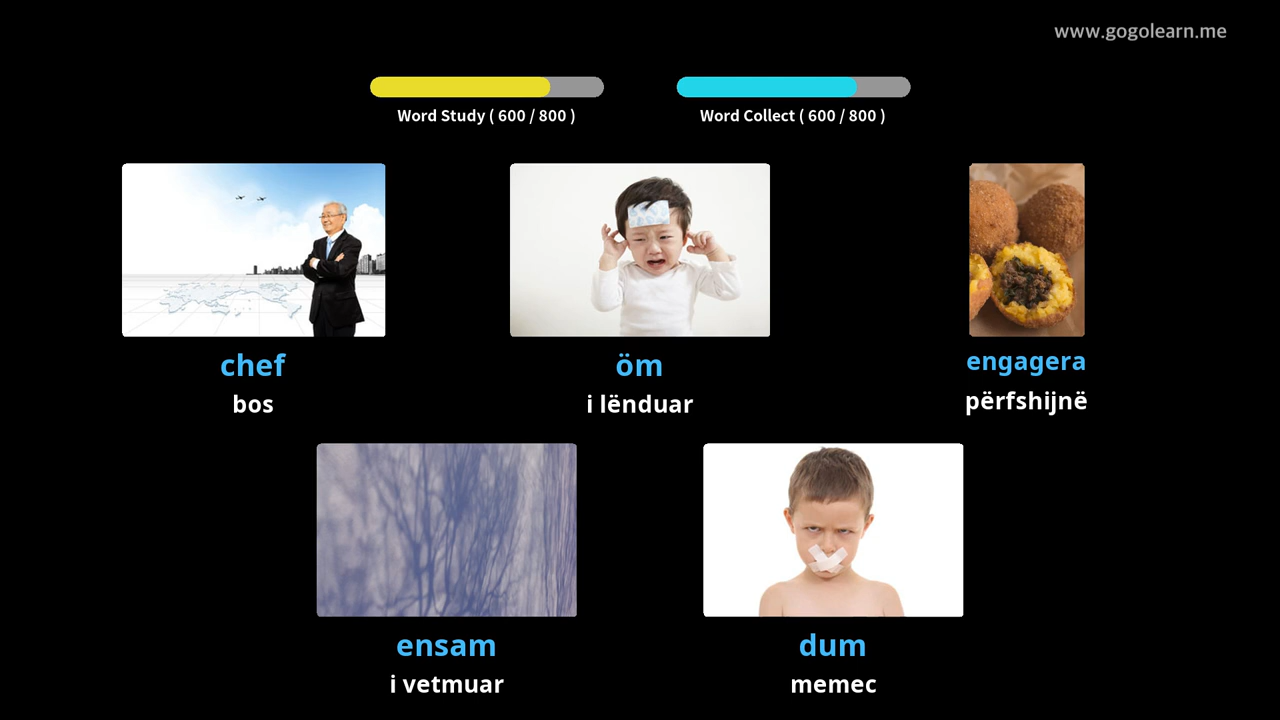 www.gogolearn.me
Word Study ( 600 / 800 )
Word Collect ( 600 / 800 )
chef
bos
öm
i lënduar
engagera
përfshijnë
ensam
i vetmuar
dum
memec